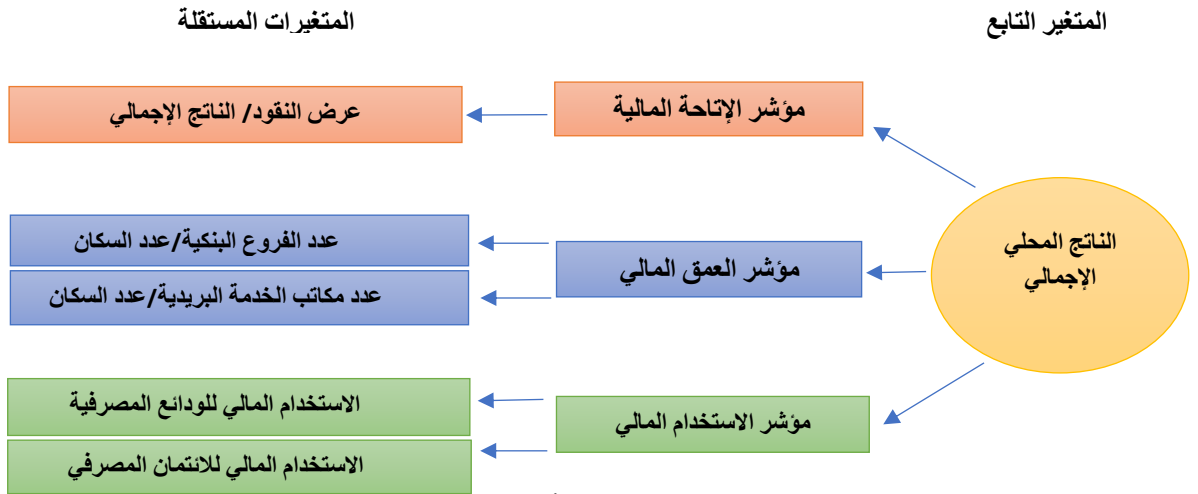 المتغير التابع
المتغيرات المستقلة
الناتج المحلي
الإجمالي
مؤشر الإتاحة المالية
عرض النقود/ الناتج الإجمالي
مؤشر العمق المالي
عدد الفروع البنكية/عدد السكان
عدد مكاتب الخدمة البريدية/عدد السكان
مؤشر الاستخدام المالي
الاستخدام المالي للودائع المصرفية
الاستخدام المالي للائتمان المصرفي